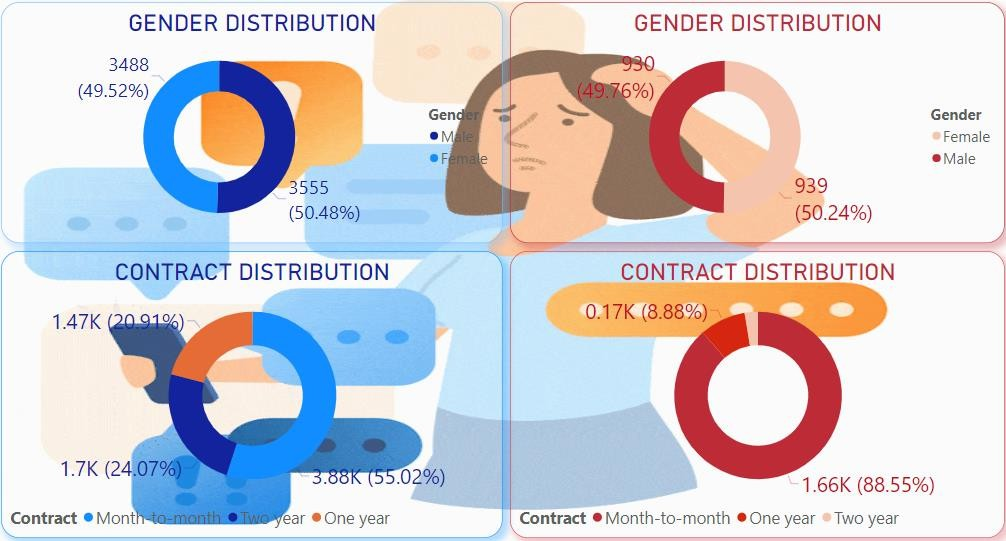 GENDER DISTRIBUTION
3488
(49.52%)
3555
(50.48%)
Gender
Male
Female
GENDER DISTRIBUTION
930
(49.76%)
939
(50.24%)
Gender
Female
Male
CONTRACT DISTRIBUTION
1.47K (20.91%)
1.7K (24.07%)
3.88K (55.02%)
Contract Month-to-month Two year One year
CONTRACT DISTRIBUTION
0.17K (8.88%)
1.66K (88.55%)
Contract Month-to-month One year Two year